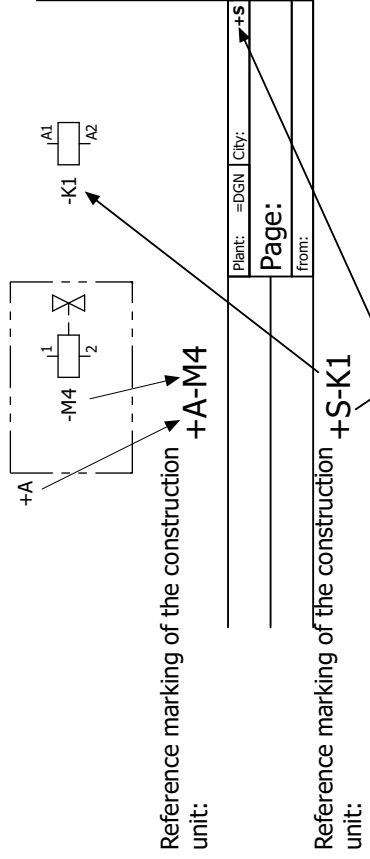 +A
-M4
1
2
-K1
A1
A2
Reference marking of the construction
unit:
+A-M4
Plant: =DGN
City: +S
Page:
from:
Reference marking of the construction
unit:
+S-K1